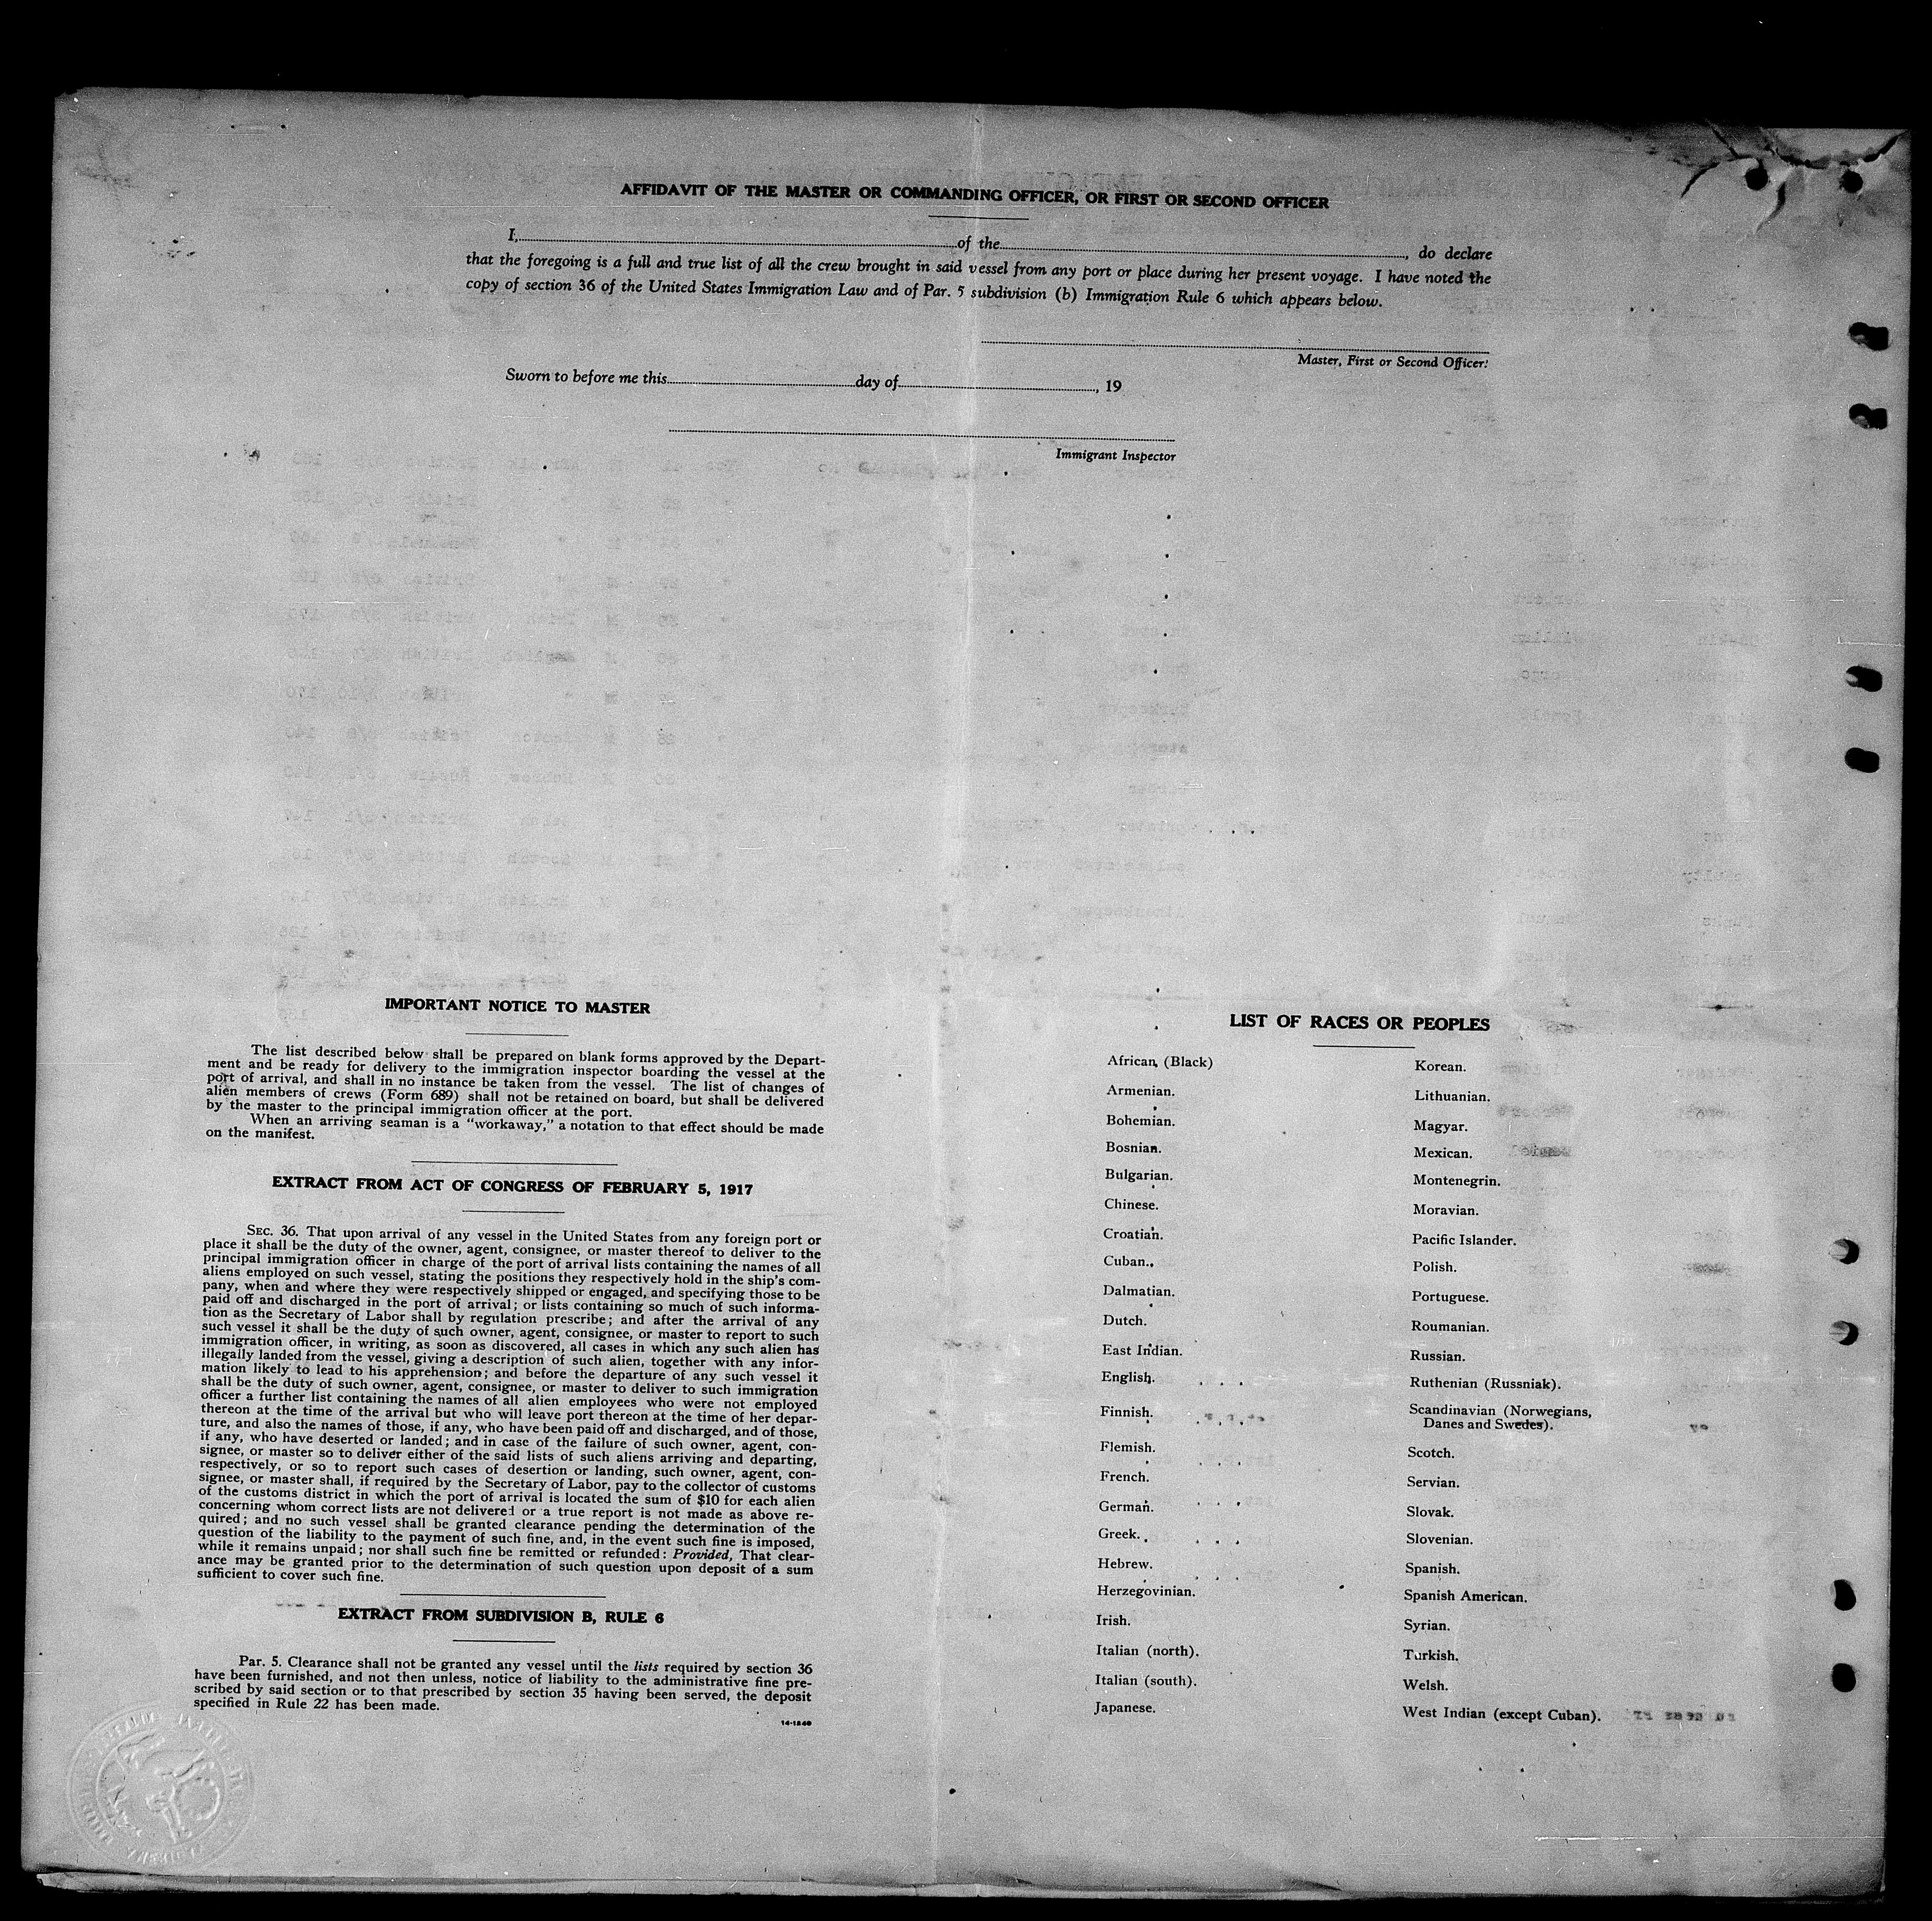 AFFIDAVIT OF THE MASTER OR COMMANDING OFFICER, OR FIRST OR SECOND OFFICER
I, of the , do declare
that the foregoing is a full and true list of all the crew brought in said vessel from any port or place during her present voyage. I have noted the
copy of section 36 of the United States Immigration Law and of Par. 5 subdivision (b) Immigration Rule 6 which appears below.
Master, First or Second Officer.
Sworn to before me this day of , 19
Immigrant Inspector
IMPORTANT NOTICE TO MASTER
The list described below shall be prepared on blank forms approved by the Depart-
ment and be ready for delivery to the immigration inspector boarding the vessel at the
port of arrival, and shall in no instance be taken from the vessel. The list of changes of
alien members of crews (Form 689) shall not be retained on board, but shall be delivered
by the master to the principal immigration officer at the port.
When an arriving seaman is a "workaway," a notation to that effect should be made
on the manifest.
EXTRACT FROM ACT OF CONGRESS OF FEBRUARY 5, 1917
SEC. 36. That upon arrival of any vessel in the United States from any foreign port or
place it shall be the duty of the owner, agent, consignee, or master thereof to deliver to the
principal immigration officer in charge of the port of arrival lists containing the names of all
aliens employed on such vessel, stating the positions they respectively hold in the ship's com-
pany, when and where they were respectively shipped or engaged, and specifying those to be
paid off and discharged in the port of arrival; or lists containing so much of such informa-
tion as the Secretary of Labor shall by regulation prescribe; and after the arrival of any
such vessel it shall be the duty of such owner, agent, consignee, or master to report to such
immigration officer, in writing, as soon as discovered, all cases in which any such alien has
illegally landed from the vessel, giving a description of such alien, together with any infor-
mation likely to lead to his apprehension; and before the departure of any such vessel it
shall be the duty of such owner, agent, consignee, or master to deliver to such immigration
officer a further list containing the names of all alien employees who were not employed
thereon at the time of the arrival but who will leave port thereon at the time of her depar-
ture, and also the names of those, if any, who have been paid off and discharged, and of those,
if any, who have deserted or landed; and in case of the failure of such owner, agent, con-
signee, or master so to deliver either of the said lists of such aliens arriving and departing,
respectively, or so to report such cases of desertion or landing, such owner, agent, con-
signee, or master shall, if required by the Secretary of Labor, pay to the collector of customs
of the customs district in which the port of arrival is located the sum of $10 for each alien
concerning whom correct lists are not delivered or a true report is not made as above re-
quired; and no such vessel shall be granted clearance pending the determination of the
question of the liability to the payment of such fine, and, in the event such fine is imposed,
while it remains unpaid; nor shall such fine be remitted or refunded: Provided, That clear-
ance may be granted prior to the determination of such question upon deposit of a sum
sufficient to cover such fine.
EXTRACT FROM SUBDIVISION B, RULE 6
Par. 5. Clearance shall not be granted any vessel until the lists required by section 36
have been furnished, and not then unless, notice of liability to the administrative fine pre-
scribed by said section or to that prescribed by section 35 having been served, the deposit
specified in Rule 22 has been made.
14-1240
LIST OF RACES OR PEOPLES
African, (Black)
Armenian.
Bohemian.
Bosnian.
Bulgarian.
Chinese.
Croatian.
Cuban.
Dalmatian.
Dutch.
East Indian.
English.
Finnish.
Flemish.
French.
German.
Greek.
Hebrew.
Herzegovinian.
Irish.
Italian (north).
Italian (south).
Japanese.
Korean.
Lithuanian.
Magyar.
Mexican.
Montenegrin.
Moravian.
Pacific Islander.
Polish.
Portuguese.
Roumanian.
Russian.
Ruthenian (Russniak).
Scandinavian (Norwegians,
Danes and Swedes).
Scotch.
Servian.
Slovak.
Slovenian.
Spanish.
Spanish American.
Syrian.
Turkish.
Welsh.
West Indian (except Cuban).